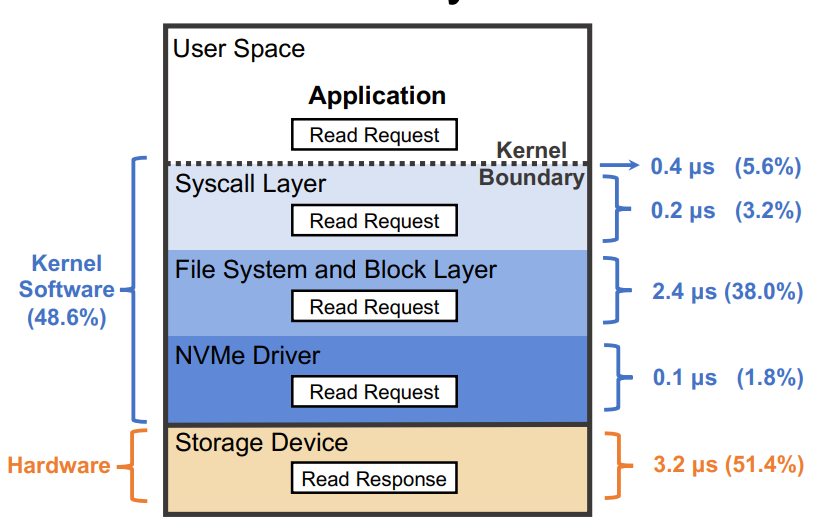 User Space
Application
Read Request
Kernel
Boundary
0.4 µs (5.6%)
Syscall Layer
0.2 µs (3.2%)
Read Request
Kernel
Software
(48.6%)
File System and Block Layer
2.4 µs (38.0%)
Read Request
NVMe Driver
0.1 µs (1.8%)
Read Request
Hardware
Storage Device
3.2 µs (51.4%)
Read Response